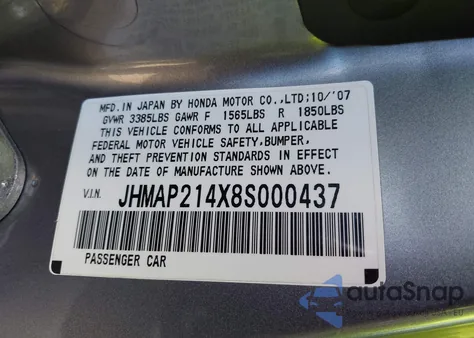 MFD. IN JAPAN BY HONDA MOTOR CO.,LTD;10/'07
GVWR 3385LBS GAWR F 1565LBS R 1850LBS
THIS VEHICLE CONFORMS TO ALL APPLICABLE
FEDERAL MOTOR VEHICLE SAFETY,BUMPER,
AND THEFT PREVENTION STANDARDS IN EFFECT
ON THE DATE OF MANUFACTURE SHOWN ABOVE.
V.I.N. JHMAP214X8S000437
PASSENGER CAR
autoSnap